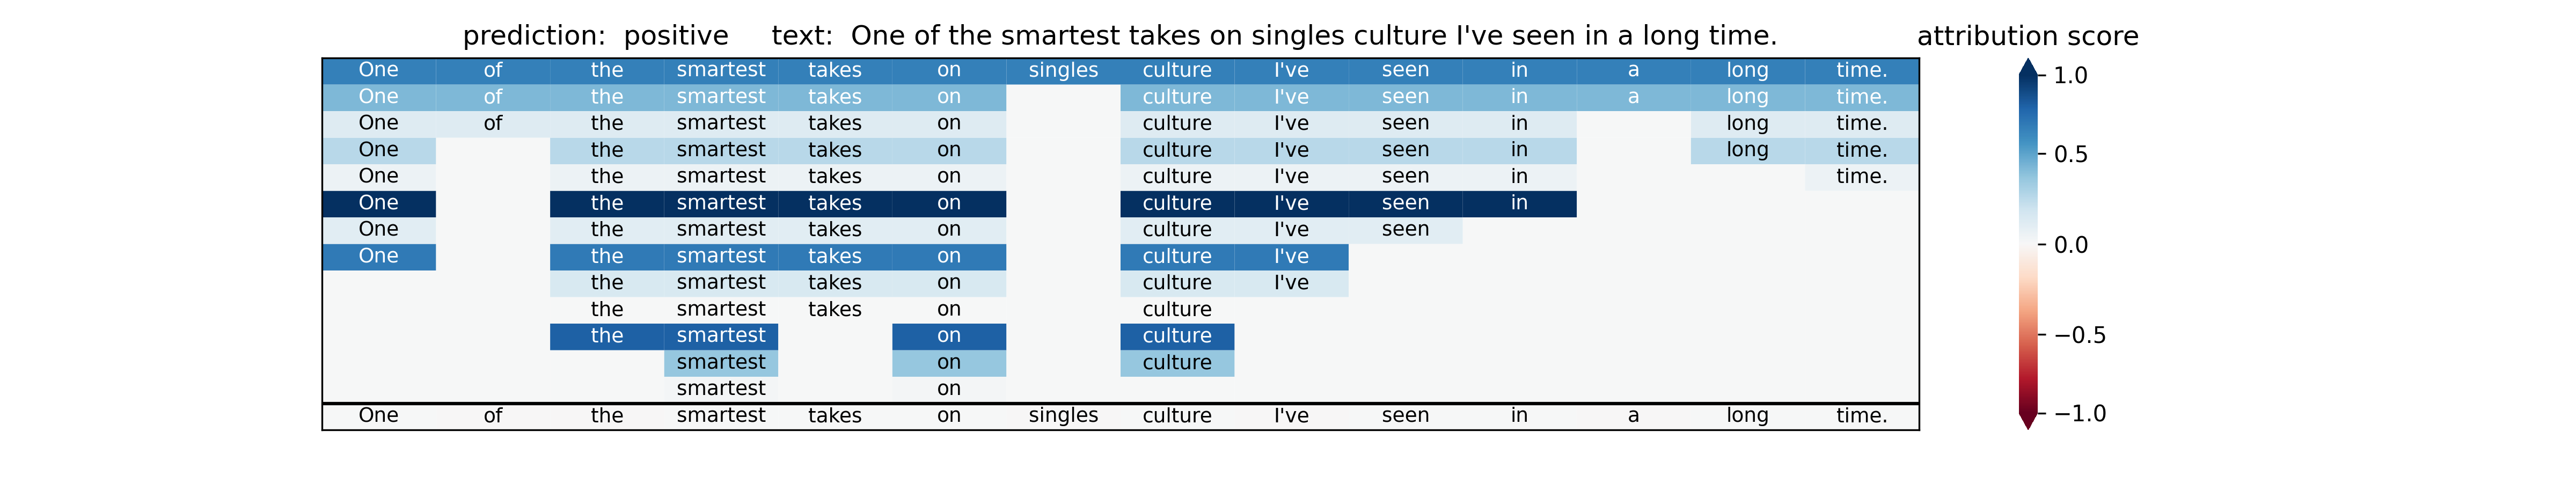 prediction: positive text: One of the smartest takes on singles culture I've seen in a long time. attribution score
One of the smartest takes on singles culture I've seen in a long time. 1.0
One of the smartest takes on culture I've seen in a long time.
One of the smartest takes on culture I've seen in long time.
One the smartest takes on culture I've seen in long time. 0.5
One the smartest takes on culture I've seen in time.
One the smartest takes on culture I've seen in
One the smartest takes on culture I've seen
One the smartest takes on culture I've 0.0
the smartest takes on culture I've
the smartest takes on culture
the smartest on culture −0.5
smartest on culture
smartest on
One of the smartest takes on singles culture I've seen in a long time. −1.0